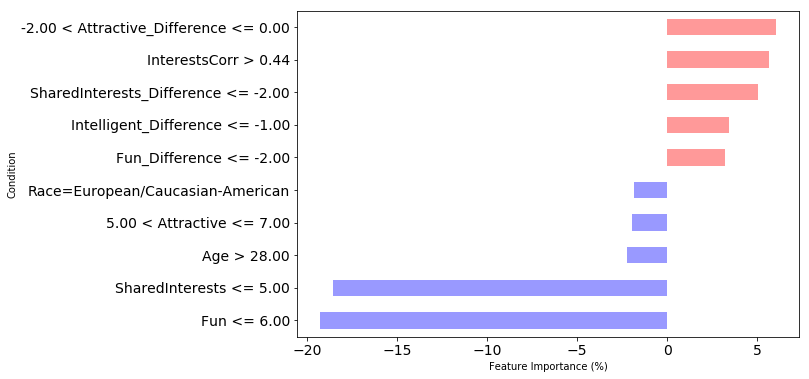 -2.00 < Attractive_Difference <= 0.00
InterestsCorr > 0.44
SharedInterests_Difference <= -2.00
Intelligent_Difference <= -1.00
Fun_Difference <= -2.00
Race=European/Caucasian-American
5.00 < Attractive <= 7.00
Age > 28.00
SharedInterests <= 5.00
Fun <= 6.00
Condition
−20 −15 −10 −5 0 5
Feature Importance (%)